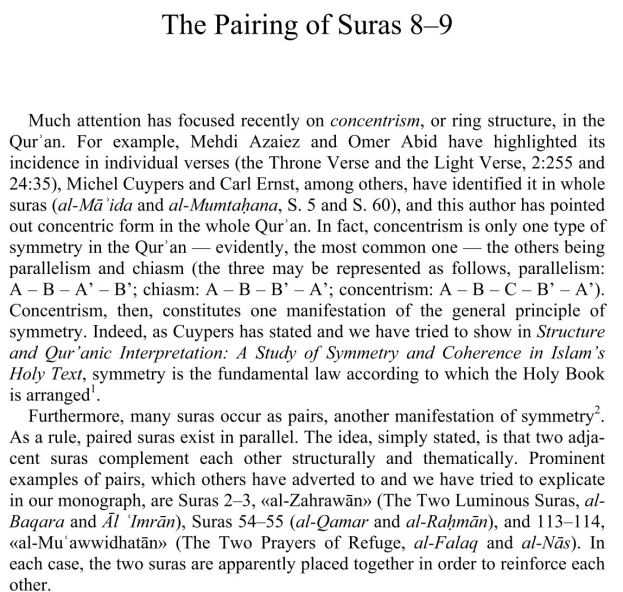 The Pairing of Suras 8–9
Much attention has focused recently on concentrism, or ring structure, in the
Qurʾan. For example, Mehdi Azaiez and Omer Abid have highlighted its
incidence in individual verses (the Throne Verse and the Light Verse, 2:255 and
24:35), Michel Cuypers and Carl Ernst, among others, have identified it in whole
suras (al-Māʾida and al-Mumtaḥana, S. 5 and S. 60), and this author has pointed
out concentric form in the whole Qurʾan. In fact, concentrism is only one type of
symmetry in the Qurʾan — evidently, the most common one — the others being
parallelism and chiasm (the three may be represented as follows, parallelism:
A – B – A’ – B’; chiasm: A – B – B’ – A’; concentrism: A – B – C – B’ – A’).
Concentrism, then, constitutes one manifestation of the general principle of
symmetry. Indeed, as Cuypers has stated and we have tried to show in Structure
and Qur’anic Interpretation: A Study of Symmetry and Coherence in Islam’s
Holy Text, symmetry is the fundamental law according to which the Holy Book
is arranged¹.
Furthermore, many suras occur as pairs, another manifestation of symmetry².
As a rule, paired suras exist in parallel. The idea, simply stated, is that two adja-
cent suras complement each other structurally and thematically. Prominent
examples of pairs, which others have adverted to and we have tried to explicate
in our monograph, are Suras 2–3, «al-Zahrawān» (The Two Luminous Suras, al-
Baqara and Āl ʿImrān), Suras 54–55 (al-Qamar and al-Raḥmān), and 113–114,
«al-Muʿawwidhatān» (The Two Prayers of Refuge, al-Falaq and al-Nās). In
each case, the two suras are apparently placed together in order to reinforce each
other.